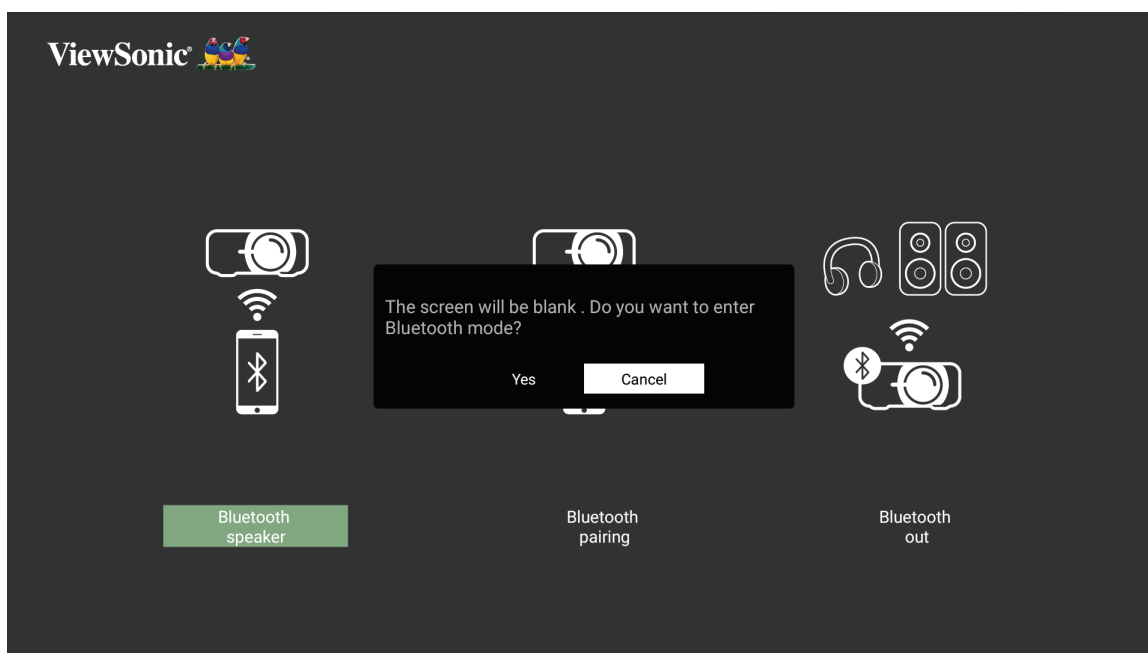 ViewSonic®
The screen will be blank . Do you want to enter
Bluetooth mode?
Yes Cancel
Bluetooth
speaker
Bluetooth
pairing
Bluetooth
out